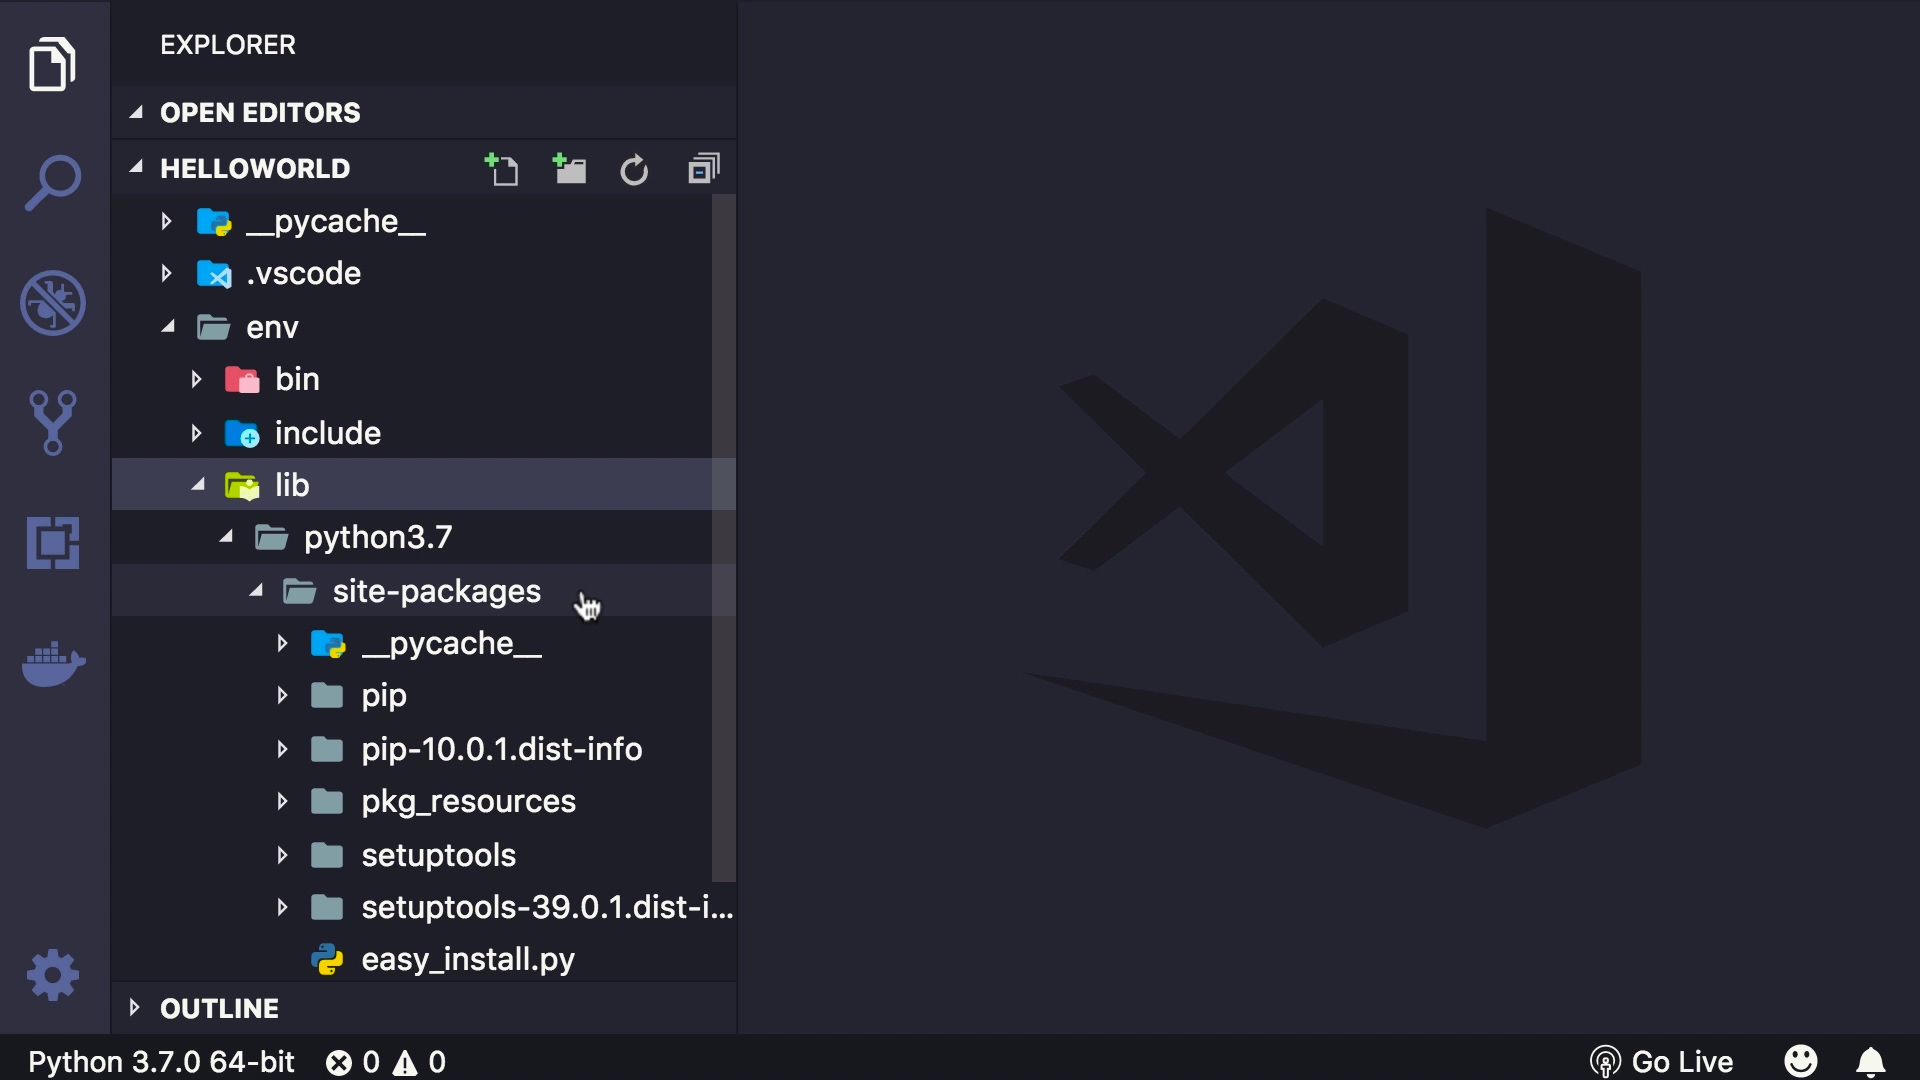 EXPLORER
OPEN EDITORS
HELLOWORLD
__pycache__
.vscode
env
bin
include
lib
python3.7
site-packages
__pycache__
pip
pip-10.0.1.dist-info
pkg_resources
setuptools
setuptools-39.0.1.dist-i...
easy_install.py
OUTLINE
Python 3.7.0 64-bit 0 0 Go Live